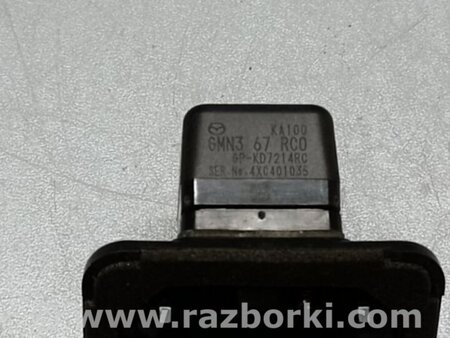 KA100
GMN3 67 RC0
GP-KD7214RC
SER.No.4XC401035
www.razborki.com